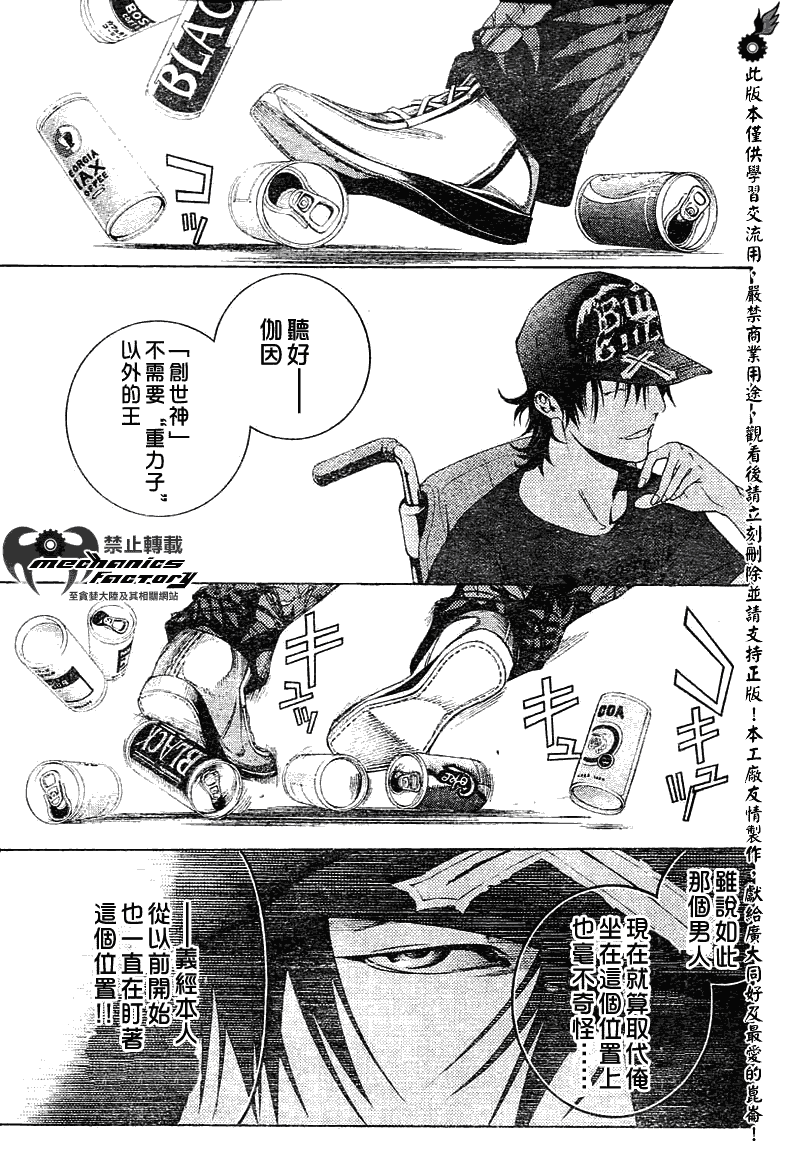 BOSS
BLACK
GEORGIA
MAX
COFFEE
コ
ツ
BULL
聽好——
伽因
「創世神」
不需要“重力子”
以外的王
禁止轉載
mechanics
factory
至貪婪大陸及其相關網站
キュッ
キュッ
BLACK
Cafe
COA
雖說如此
那個男人
現在就算取代俺
坐在這個位置上
也毫不奇怪……
——義經本人
從以前開始
也一直在盯著
這個位置!!
此版本僅供學習交流用，嚴禁商業用途，觀看後請立刻刪除並請支持正版！本工廠友情製作，獻給廣大同好及最愛的崑崙！